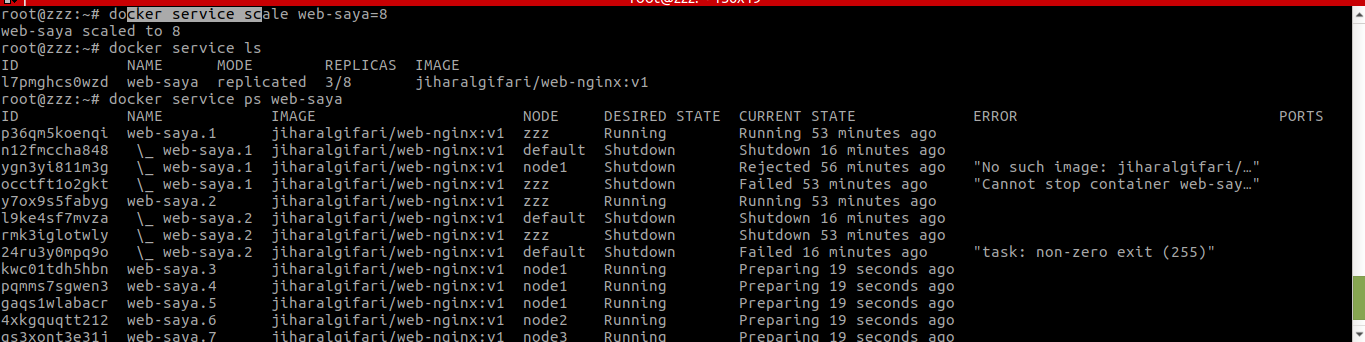 root@zzz:~# docker service scale web-saya=8
web-saya scaled to 8
root@zzz:~# docker service ls
ID NAME MODE REPLICAS IMAGE
l7pmghcs0wzd web-saya replicated 3/8 jiharalgifari/web-nginx:v1
root@zzz:~# docker service ps web-saya
ID NAME IMAGE NODE DESIRED STATE CURRENT STATE ERROR PORTS
p36qm5koenqi web-saya.1 jiharalgifari/web-nginx:v1 zzz Running Running 53 minutes ago
n12fmccha848 \_ web-saya.1 jiharalgifari/web-nginx:v1 default Shutdown Shutdown 16 minutes ago
ygn3yi811m3g \_ web-saya.1 jiharalgifari/web-nginx:v1 node1 Shutdown Rejected 56 minutes ago "No such image: jiharalgifari/…"
occtft1o2gkt \_ web-saya.1 jiharalgifari/web-nginx:v1 zzz Shutdown Failed 53 minutes ago "Cannot stop container web-say…"
y7ox9s5fabyg web-saya.2 jiharalgifari/web-nginx:v1 zzz Running Running 53 minutes ago
l9ke4sf7mvza \_ web-saya.2 jiharalgifari/web-nginx:v1 default Shutdown Shutdown 16 minutes ago
rmk3iglotwly \_ web-saya.2 jiharalgifari/web-nginx:v1 zzz Shutdown Shutdown 53 minutes ago
24ru3y0mpq9o \_ web-saya.2 jiharalgifari/web-nginx:v1 default Shutdown Failed 16 minutes ago "task: non-zero exit (255)"
kwc01tdh5hbn web-saya.3 jiharalgifari/web-nginx:v1 node1 Running Preparing 19 seconds ago
pqmms7sgwen3 web-saya.4 jiharalgifari/web-nginx:v1 node1 Running Preparing 19 seconds ago
gaqs1wlabacr web-saya.5 jiharalgifari/web-nginx:v1 node1 Running Preparing 19 seconds ago
4xkgquqtt212 web-saya.6 jiharalgifari/web-nginx:v1 node2 Running Preparing 19 seconds ago
gs3xont3e31j web-saya.7 jiharalgifari/web-nginx:v1 node3 Running Preparing 19 seconds ago